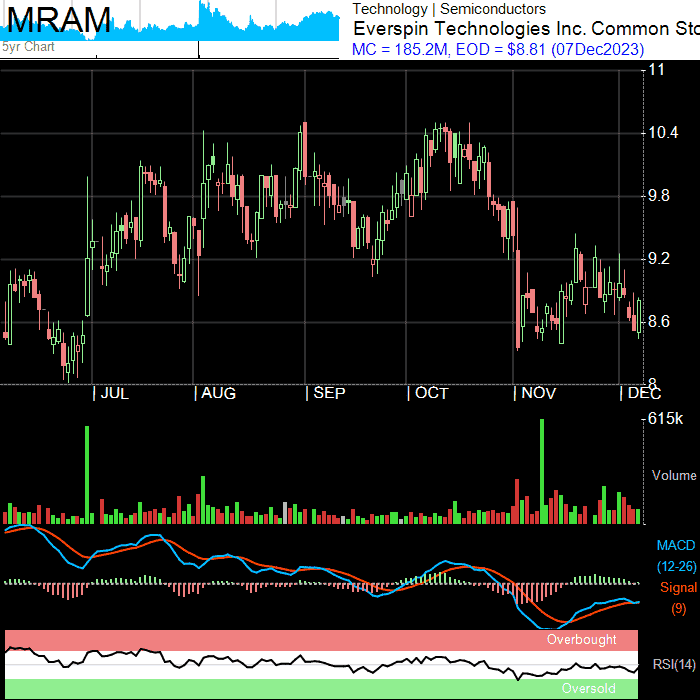 MRAM
5yr Chart
Technology | Semiconductors
Everspin Technologies Inc. Common Sto
MC = 185.2M, EOD = $8.81 (07Dec2023)
11
10.4
9.8
9.2
8.6
8
JUL AUG SEP OCT NOV DEC
615k
Volume
MACD
(12-26)
Signal
(9)
Overbought
RSI(14)
Oversold